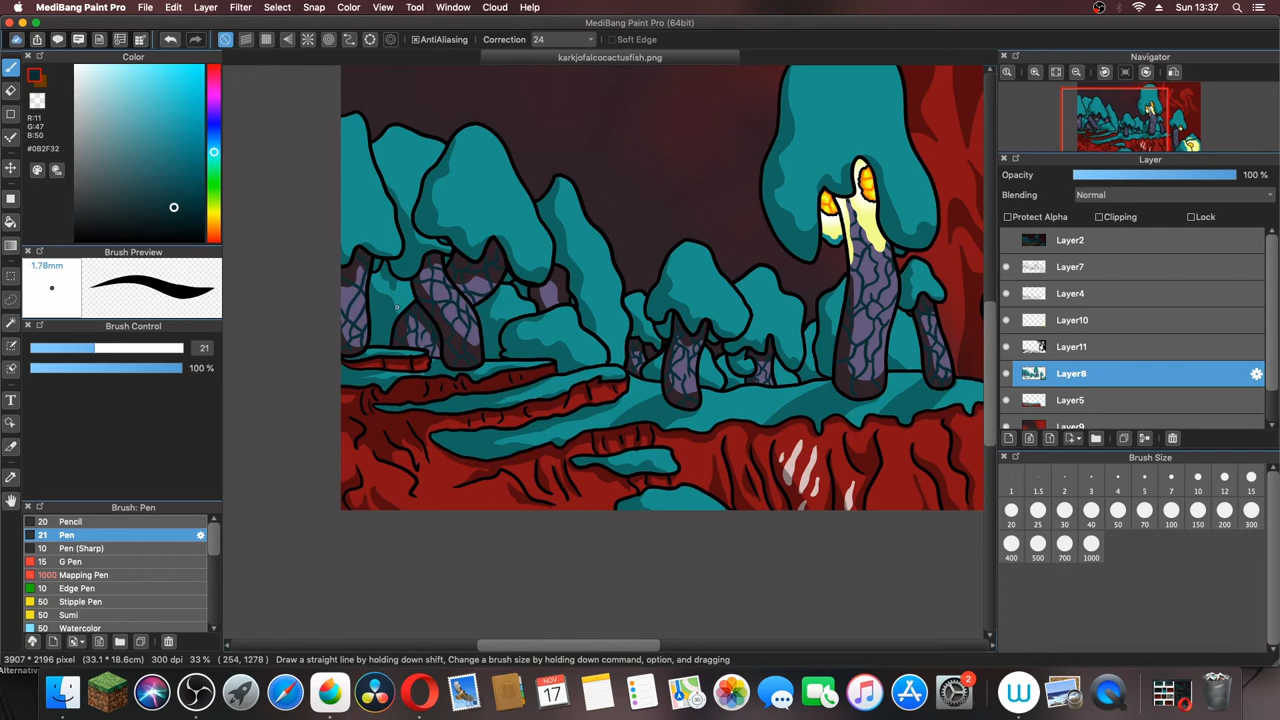 MediBang Paint Pro File Edit Layer Filter Select Snap Color View Tool Window Cloud Help Sun 13:37
MediBang Paint Pro (64bit)
AntiAliasing Correction 24 Soft Edge
karkjofalcocactusfish.png
Color
R:11
G:47
B:50
#0B2F32
Brush Preview
1.78mm
Brush Control
21
100 %
Brush: Pen
20 Pencil
21 Pen
10 Pen (Sharp)
15 G Pen
1000 Mapping Pen
10 Edge Pen
50 Stipple Pen
50 Sumi
50 Watercolor
Navigator
Layer
Opacity 100 %
Blending Normal
Protect Alpha Clipping Lock
Layer2
Layer7
Layer4
Layer10
Layer11
Layer8
Layer5
Layer9
Brush Size
1 1.5 2 3 4 5 7 10 12 15
20 25 30 40 50 70 100 150 200 300
400 500 700 1000
3907 * 2196 pixel (33.1 * 18.6cm) 300 dpi 33 % ( 254, 1278 ) Draw a straight line by holding down shift, Change a brush size by holding down command, option, and dragging
Alternativ
NOV
17
2